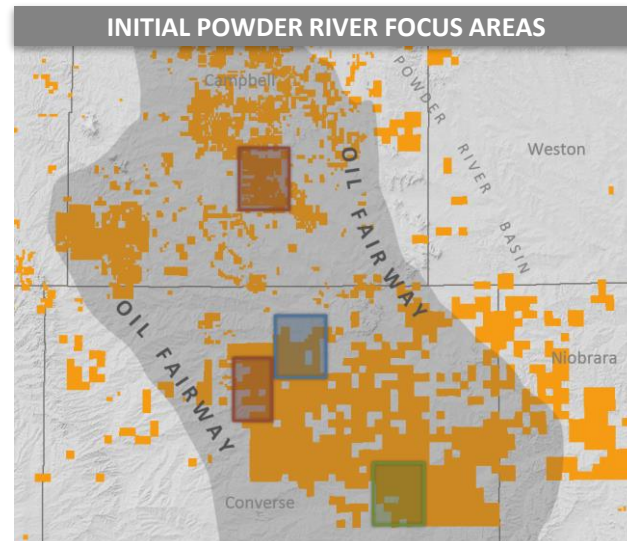 INITIAL POWDER RIVER FOCUS AREAS
Campbell
POWDER RIVER BASIN
Weston
OIL FAIRWAY
OIL FAIRWAY
Niobrara
Converse